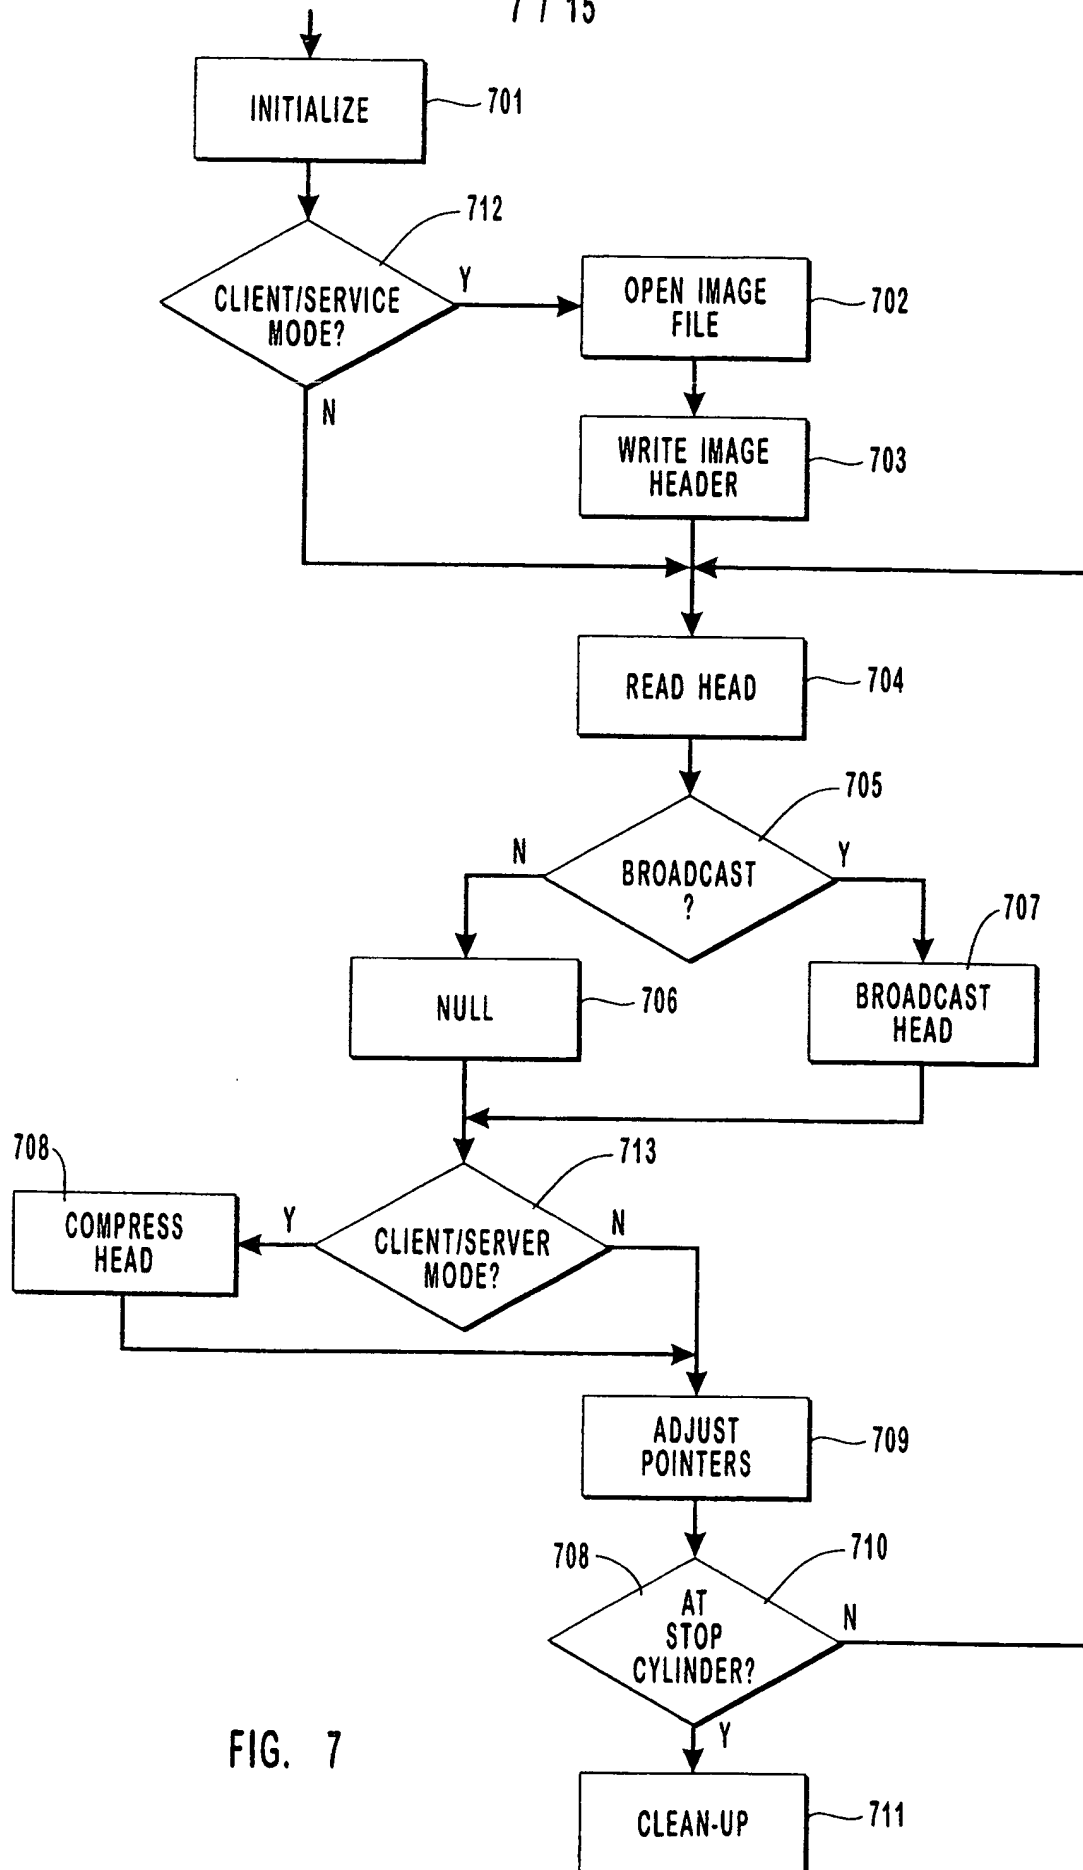 7 / 15
INITIALIZE
701
712
CLIENT/SERVICE
MODE?
Y
N
OPEN IMAGE
FILE
702
WRITE IMAGE
HEADER
703
READ HEAD
704
705
BROADCAST
?
N
Y
707
NULL
706
BROADCAST
HEAD
708
713
COMPRESS
HEAD
Y
CLIENT/SERVER
MODE?
N
ADJUST
POINTERS
709
708
710
AT
STOP
CYLINDER?
N
Y
FIG. 7
CLEAN-UP
711